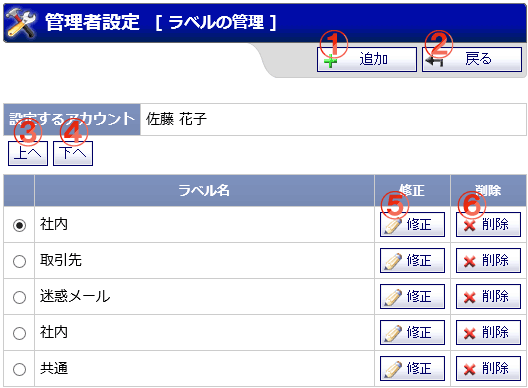 管理者設定 [ ラベルの管理 ]
① 追加 ② 戻る
設定するアカウント 佐藤 花子
③ ④
上へ 下へ
ラベル名 修正 削除
⑤ ⑥
社内 修正 削除
取引先 修正 削除
迷惑メール 修正 削除
社内 修正 削除
共通 修正 削除